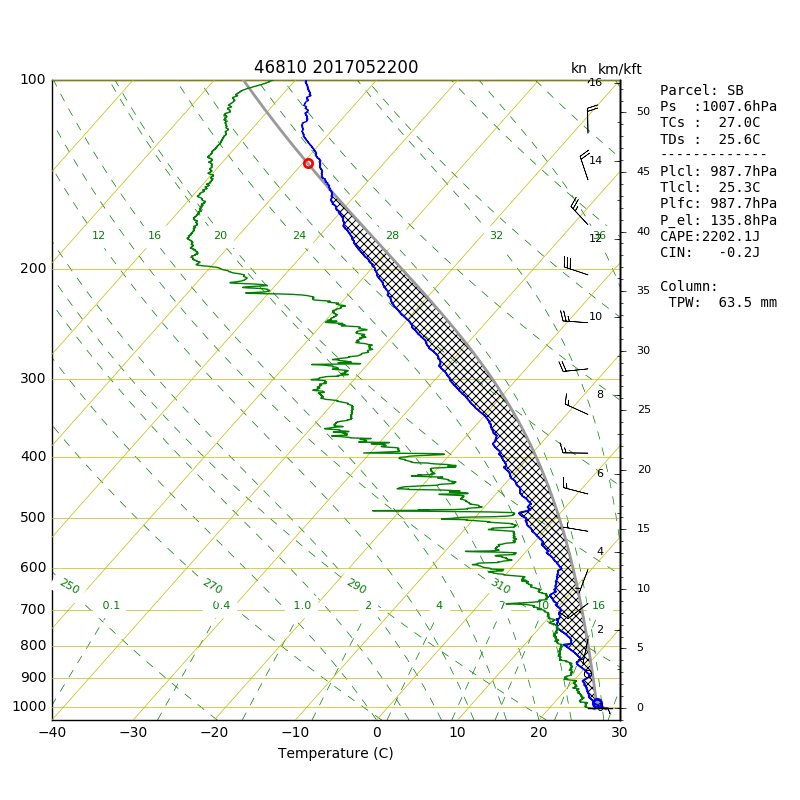 46810 2017052200
kn km/kft
Parcel: SB
Ps  :1007.6hPa
TCs :  27.0C
TDs :  25.6C
-------------
Plcl: 987.7hPa
Tlcl:  25.3C
Plfc: 987.7hPa
P_el: 135.8hPa
CAPE:2202.1J
CIN:   -0.2J
Column:
TPW:  63.5 mm
100
200
300
400
500
600
700
800
900
1000
12 16 20 24 28 32 36
250 270 290 310
0.1 0.4 1.0 2 4 7 10 16
16
14
12
10
8
6
4
2
0
50
45
40
35
30
25
20
15
10
5
0
−40 −30 −20 −10 0 10 20 30
Temperature (C)